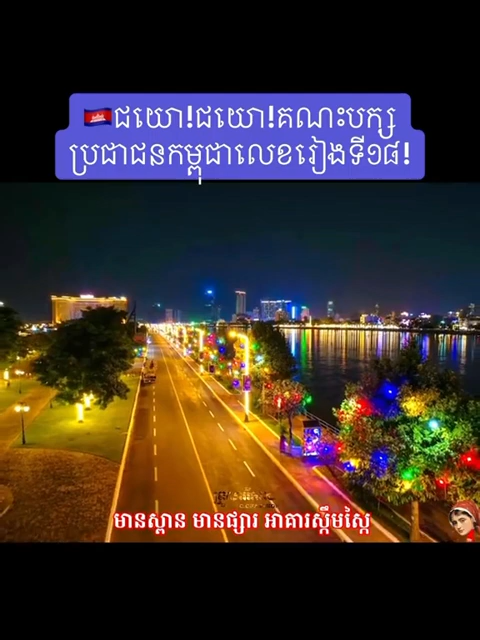 🇰🇭ជយោ!ជយោ!គណះបក្ស
ប្រជាជនកម្ពុជាលេខរៀងទី១៨!
មានស្ពាន មានផ្សារ អាគារស្កឹមស្កៃ